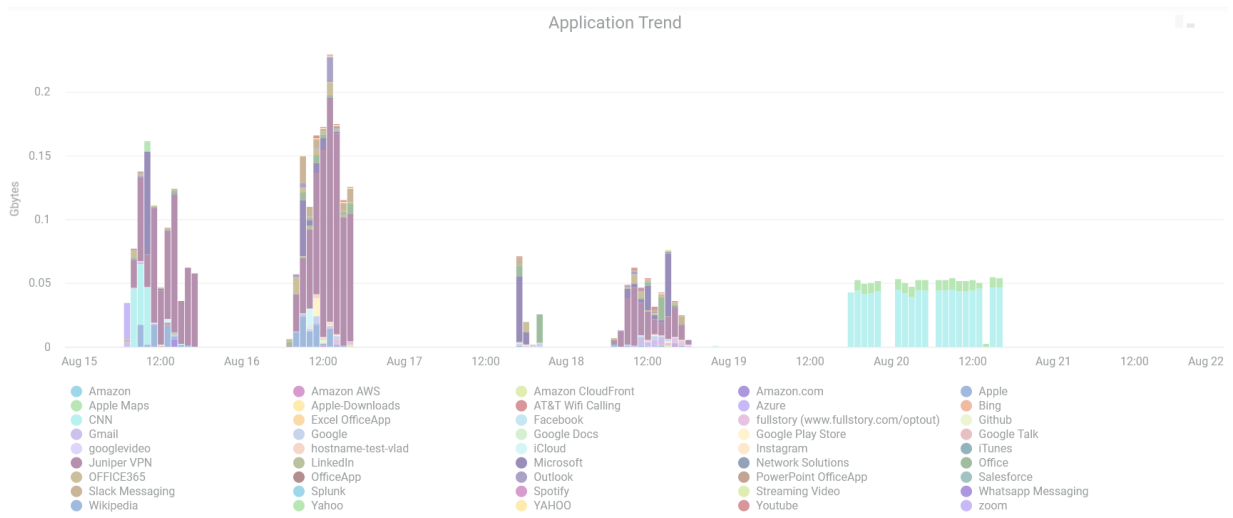 Application Trend
Gbytes
0.2
0.15
0.1
0.05
0
Aug 15 12:00 Aug 16 12:00 Aug 17 12:00 Aug 18 12:00 Aug 19 12:00 Aug 20 12:00 Aug 21 12:00 Aug 22
Amazon Amazon AWS Amazon CloudFront Amazon.com Apple
Apple Maps Apple-Downloads AT&T Wifi Calling Azure Bing
CNN Excel OfficeApp Facebook fullstory (www.fullstory.com/optout) Github
Gmail Google Google Docs Google Play Store Google Talk
googlevideo hostname-test-vlad iCloud Instagram iTunes
Juniper VPN LinkedIn Microsoft Network Solutions Office
OFFICE365 OfficeApp Outlook PowerPoint OfficeApp Salesforce
Slack Messaging Splunk Spotify Streaming Video Whatsapp Messaging
Wikipedia Yahoo YAHOO Youtube zoom